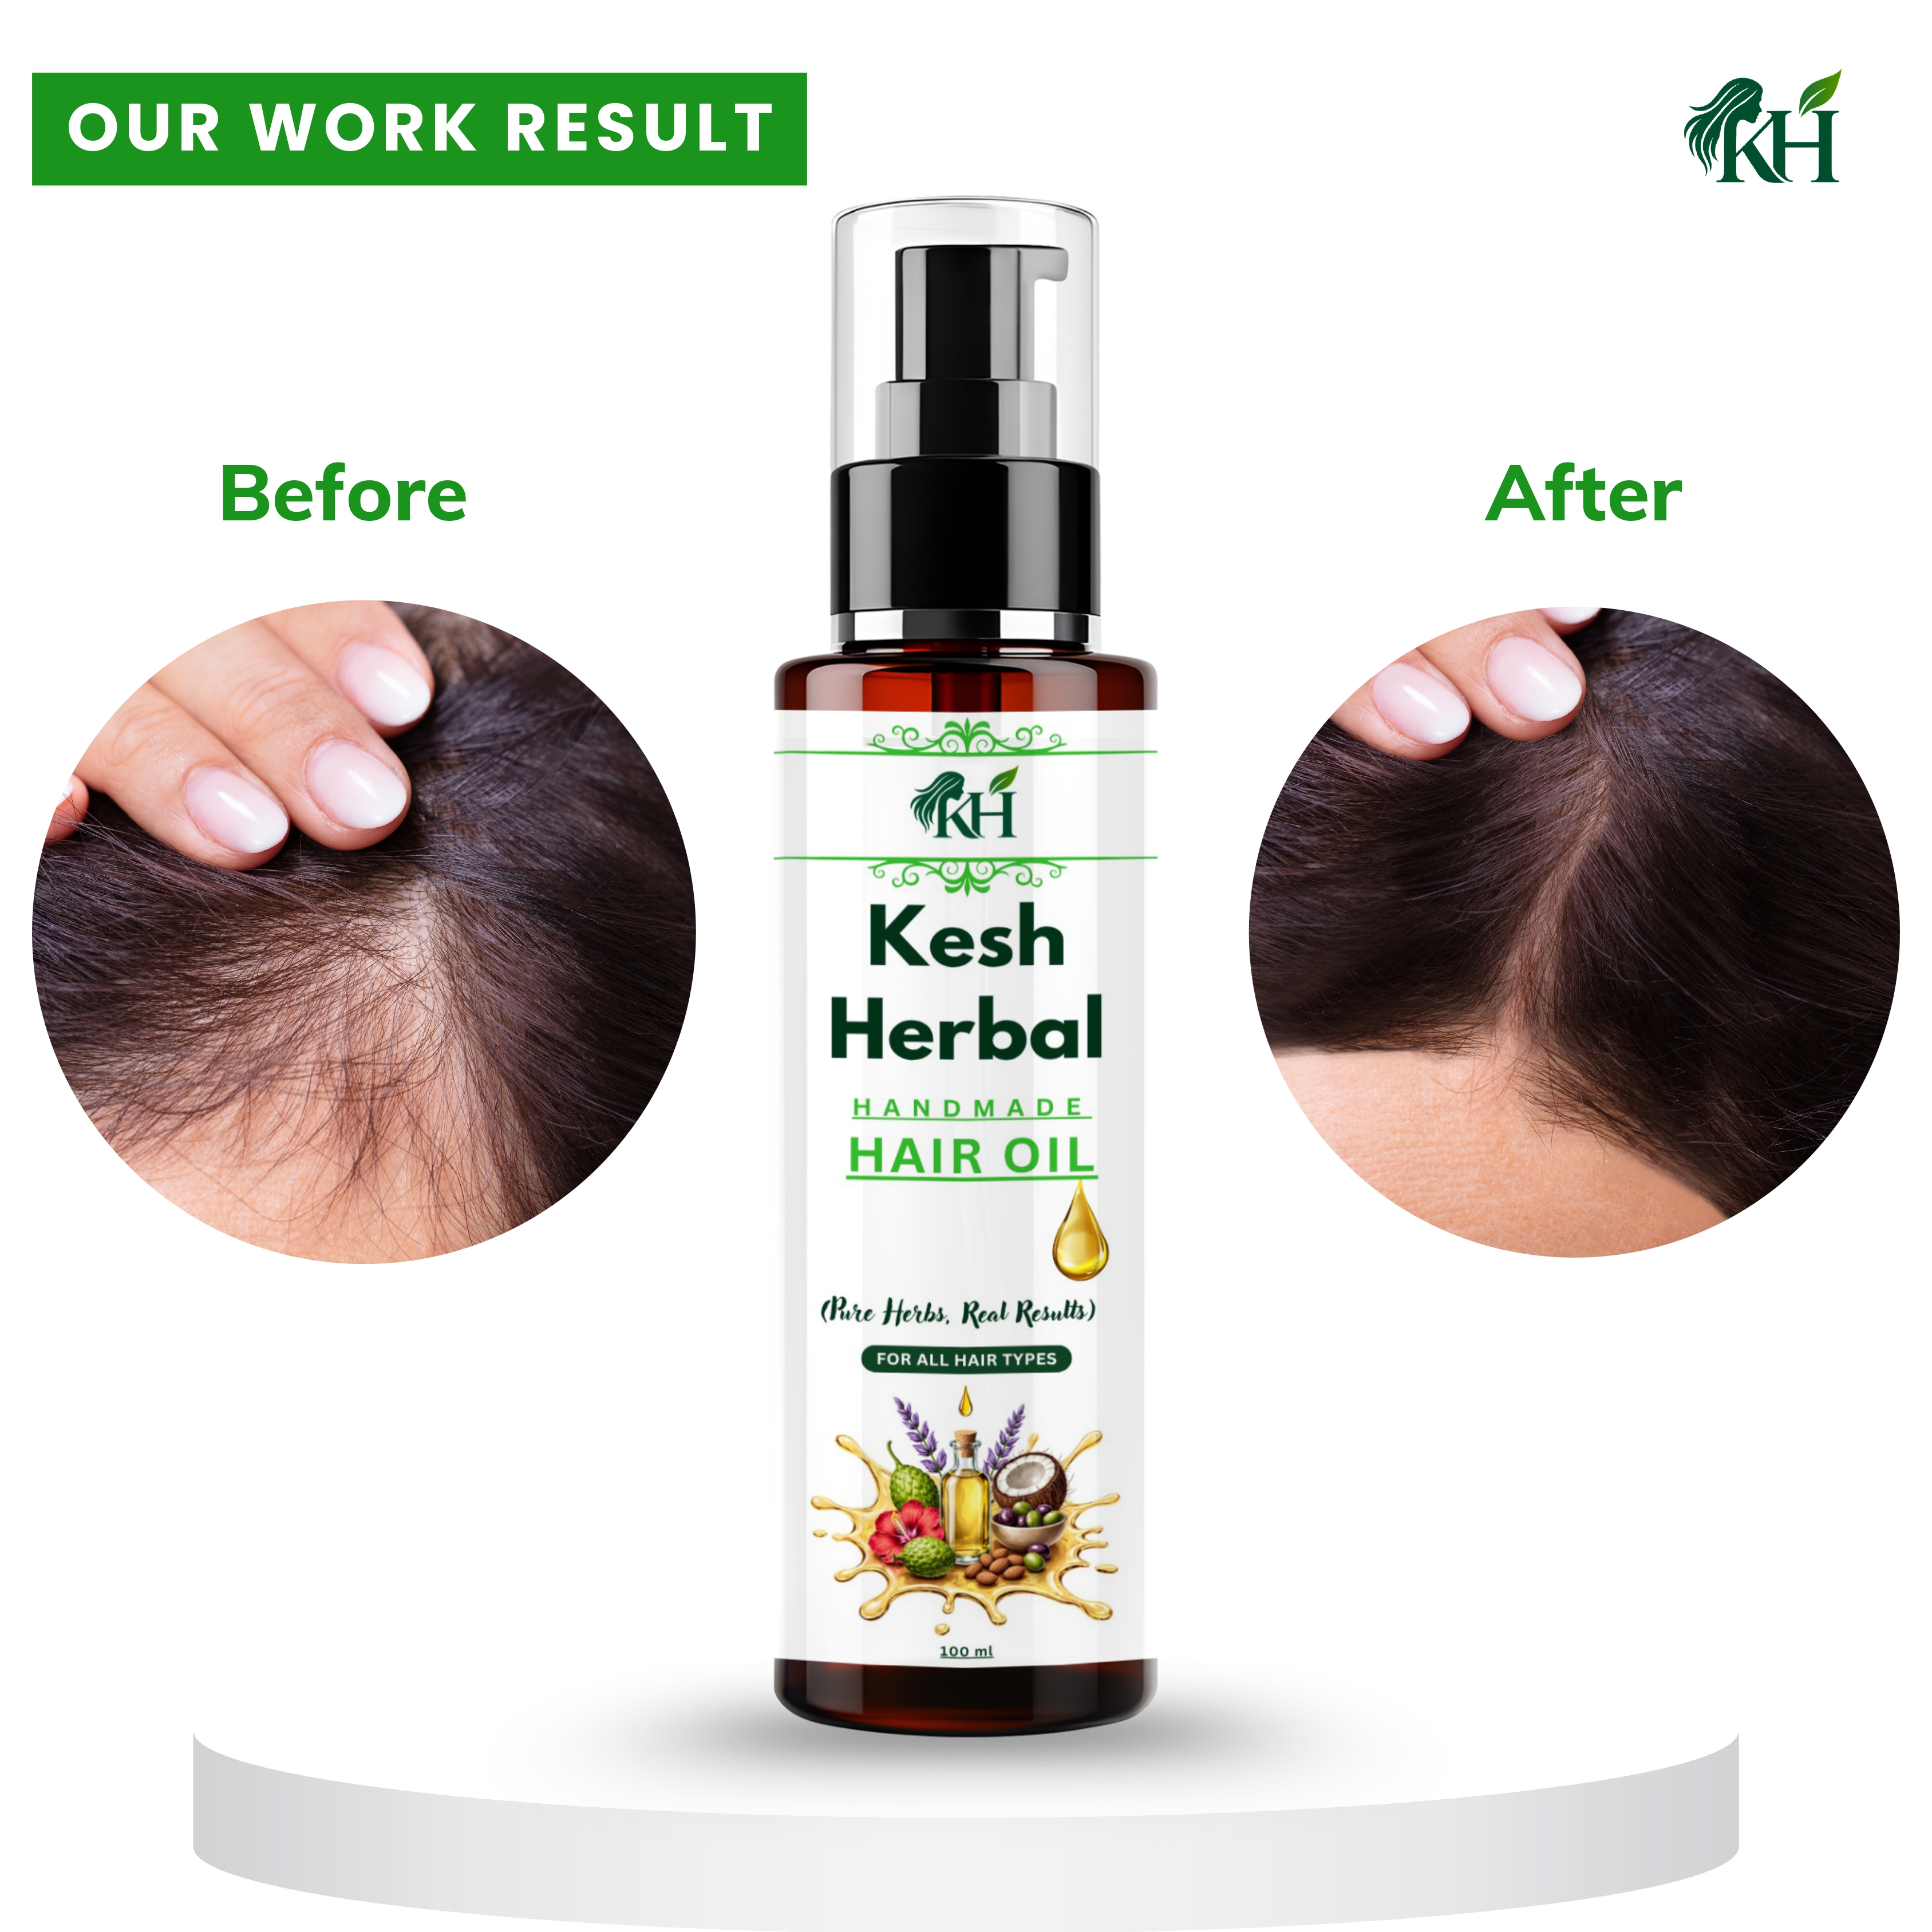 OUR WORK RESULT
KH
Before
After
KH
Kesh
Herbal
HANDMADE
HAIR OIL
(Pure Herbs, Real Results)
FOR ALL HAIR TYPES
100 ml